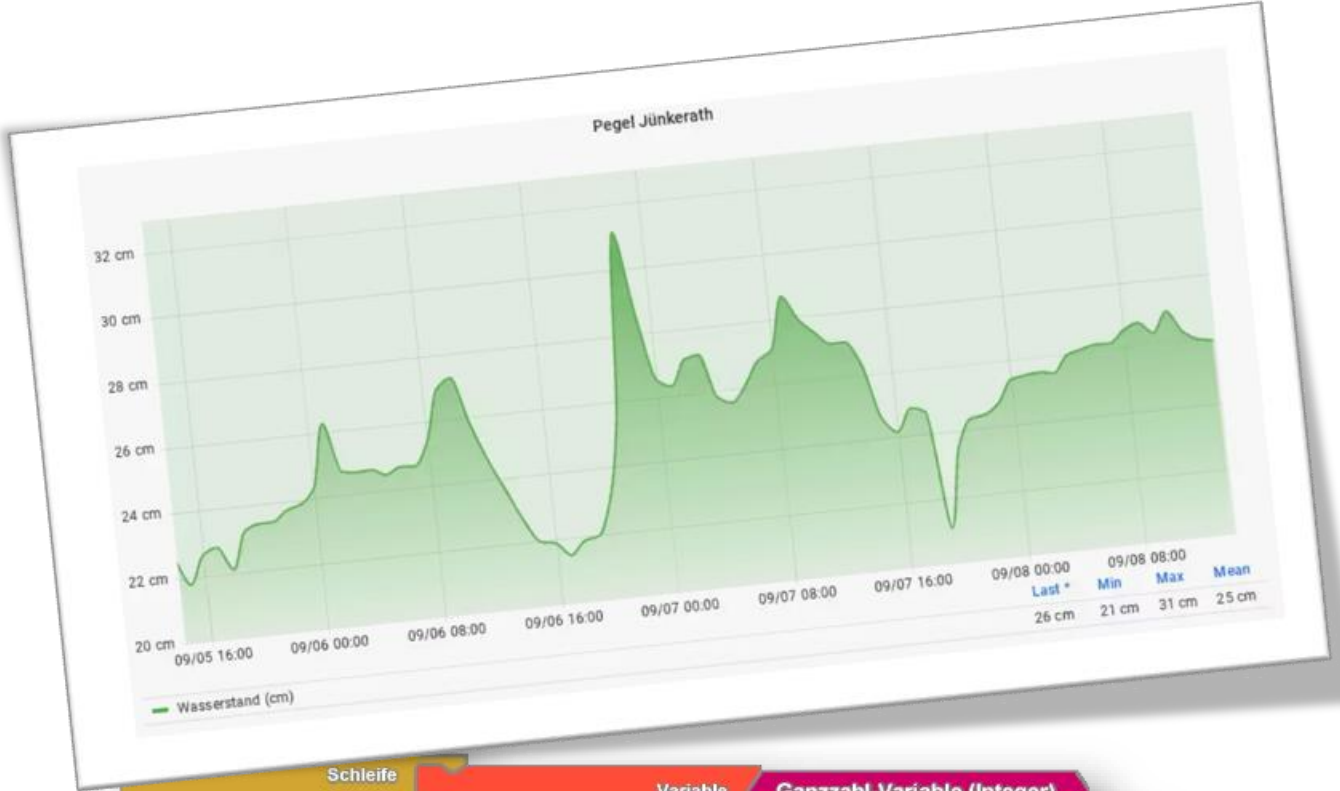 Pegel Jünkerath
32 cm
30 cm
28 cm
26 cm
24 cm
22 cm
20 cm
09/05 16:00
09/06 00:00
09/06 08:00
09/06 16:00
09/07 00:00
09/07 08:00
09/07 16:00
09/08 00:00
09/08 08:00
Last * Min Max Mean
26 cm 21 cm 31 cm 25 cm
Wasserstand (cm)
Schleife
Variable
Ganzzahl-Variable (Integer)